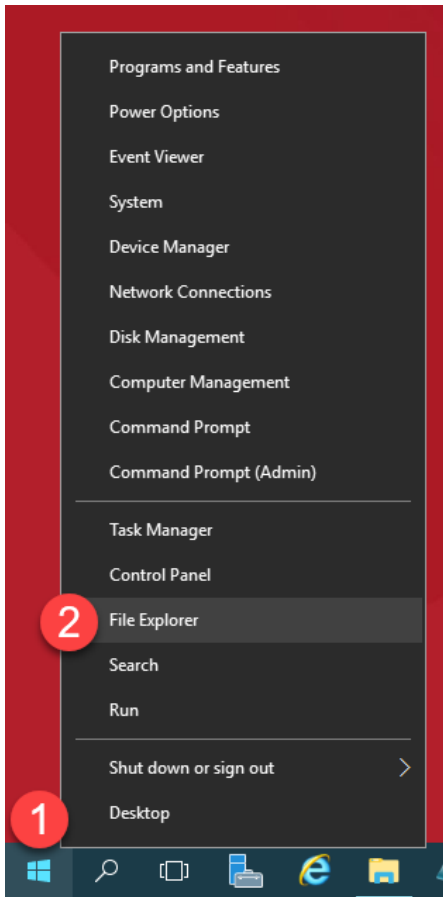 Programs and Features
Power Options
Event Viewer
System
Device Manager
Network Connections
Disk Management
Computer Management
Command Prompt
Command Prompt (Admin)
Task Manager
Control Panel
2 File Explorer
Search
Run
Shut down or sign out
1 Desktop